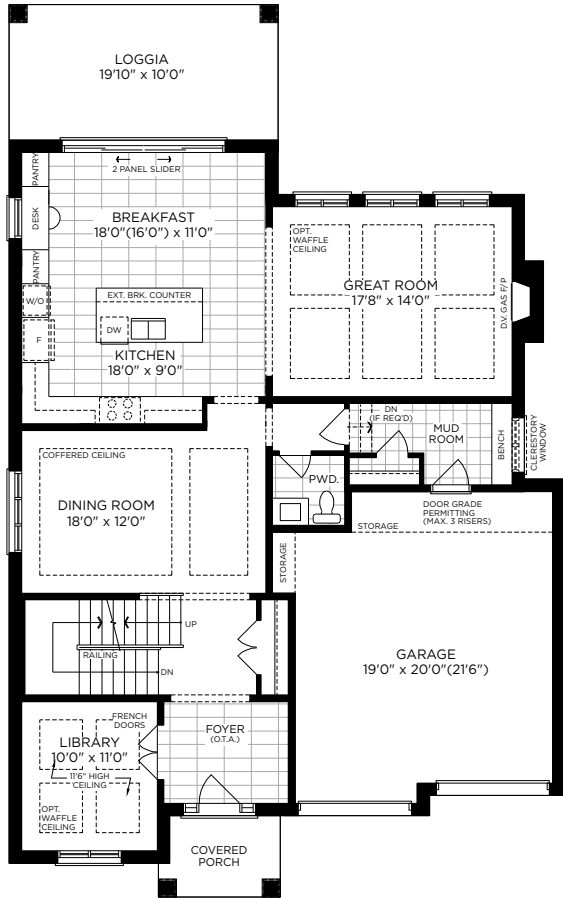 LOGGIA
19'10" x 10'0"
2 PANEL SLIDER
PANTRY
DESK
PANTRY
W/O
F
BREAKFAST
18'0"(16'0") x 11'0"
EXT. BRK. COUNTER
DW
KITCHEN
18'0" x 9'0"
OPT.
WAFFLE
CEILING
GREAT ROOM
17'8" x 14'0"
D.V. GAS F/P
DN
(IF REQ'D)
MUD
ROOM
BENCH
CLERESTORY
WINDOW
COFFERED CEILING
DINING ROOM
18'0" x 12'0"
PWD.
DOOR GRADE
PERMITTING
(MAX. 3 RISERS)
STORAGE
STORAGE
UP
RAILING
DN
GARAGE
19'0" x 20'0"(21'6")
FRENCH
DOORS
LIBRARY
10'0" x 11'0"
11'6" HIGH
CEILING
OPT.
WAFFLE
CEILING
FOYER
(O.T.A.)
COVERED
PORCH